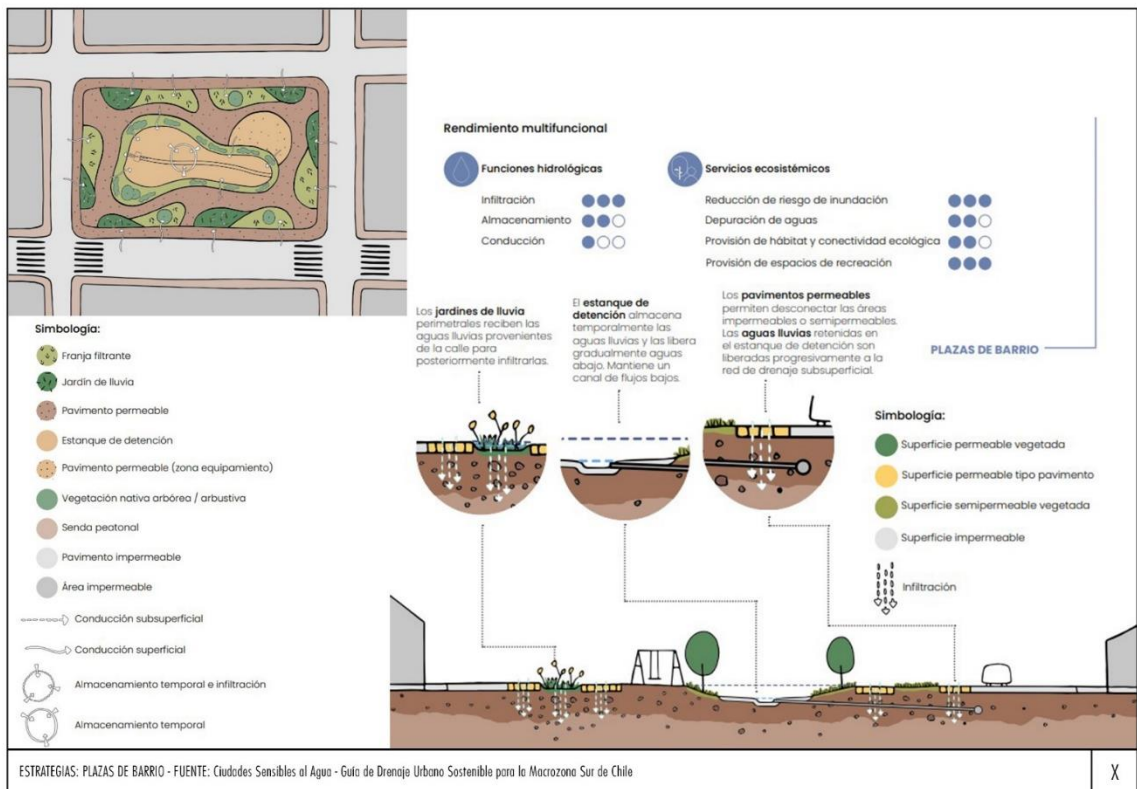 Rendimiento multifuncional
Funciones hidrológicas
Infiltración
Almacenamiento
Conducción
Servicios ecosistémicos
Reducción de riesgo de inundación
Depuración de aguas
Provisión de hábitat y conectividad ecológica
Provisión de espacios de recreación
Los jardines de lluvia
perimetrales reciben las
aguas lluvias provenientes
de la calle para
posteriormente infiltrarlas.
El estanque de
detención almacena
temporalmente las
aguas lluvias y las libera
gradualmente aguas
abajo. Mantiene un
canal de flujos bajos.
Los pavimentos permeables
permiten desconectar las áreas
impermeables o semipermeables.
Las aguas lluvias retenidas en
el estanque de detención son
liberadas progresivamente a la
red de drenaje subsuperficial.
PLAZAS DE BARRIO
Simbología:
Franja filtrante
Jardín de lluvia
Pavimento permeable
Estanque de detención
Pavimento permeable (zona equipamiento)
Vegetación nativa arbórea / arbustiva
Senda peatonal
Pavimento impermeable
Área impermeable
Conducción subsuperficial
Conducción superficial
Almacenamiento temporal e infiltración
Almacenamiento temporal
Simbología:
Superficie permeable vegetada
Superficie permeable tipo pavimento
Superficie semipermeable vegetada
Superficie impermeable
Infiltración
ESTRATEGIAS: PLAZAS DE BARRIO - FUENTE: Ciudades Sensibles al Agua - Guía de Drenaje Urbano Sostenible para la Macrozona Sur de Chile
X